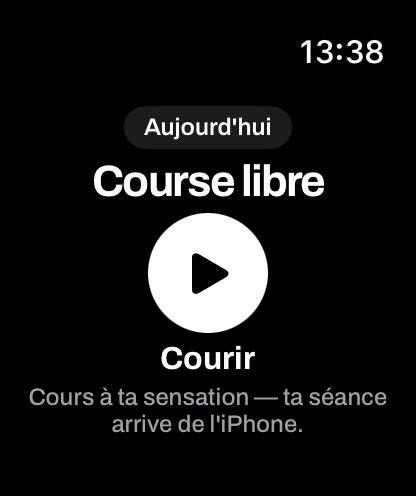 13:38
Aujourd'hui
Course libre
Courir
Cours à ta sensation — ta séance
arrive de l'iPhone.